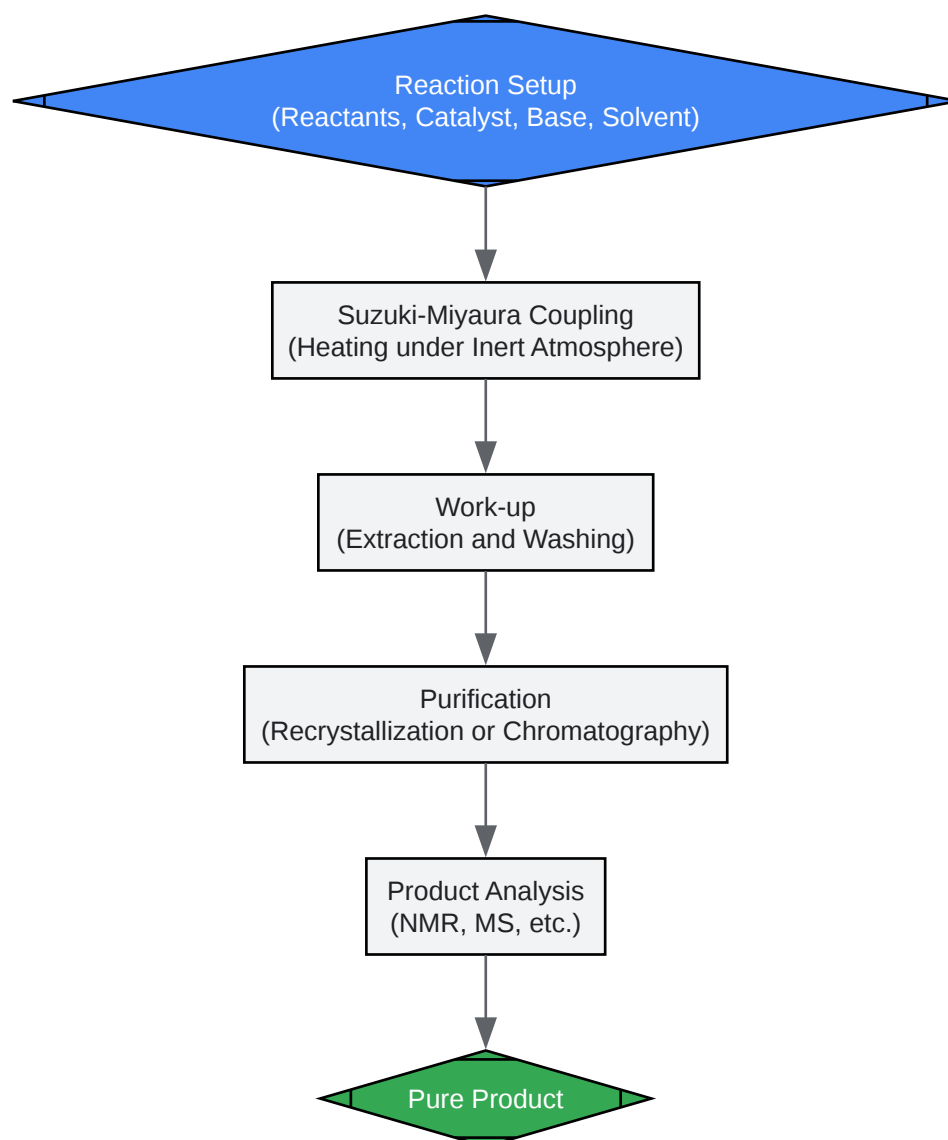 Reaction Setup
(Reactants, Catalyst, Base, Solvent)
Suzuki-Miyaura Coupling
(Heating under Inert Atmosphere)
Work-up
(Extraction and Washing)
Purification
(Recrystallization or Chromatography)
Product Analysis
(NMR, MS, etc.)
Pure Product